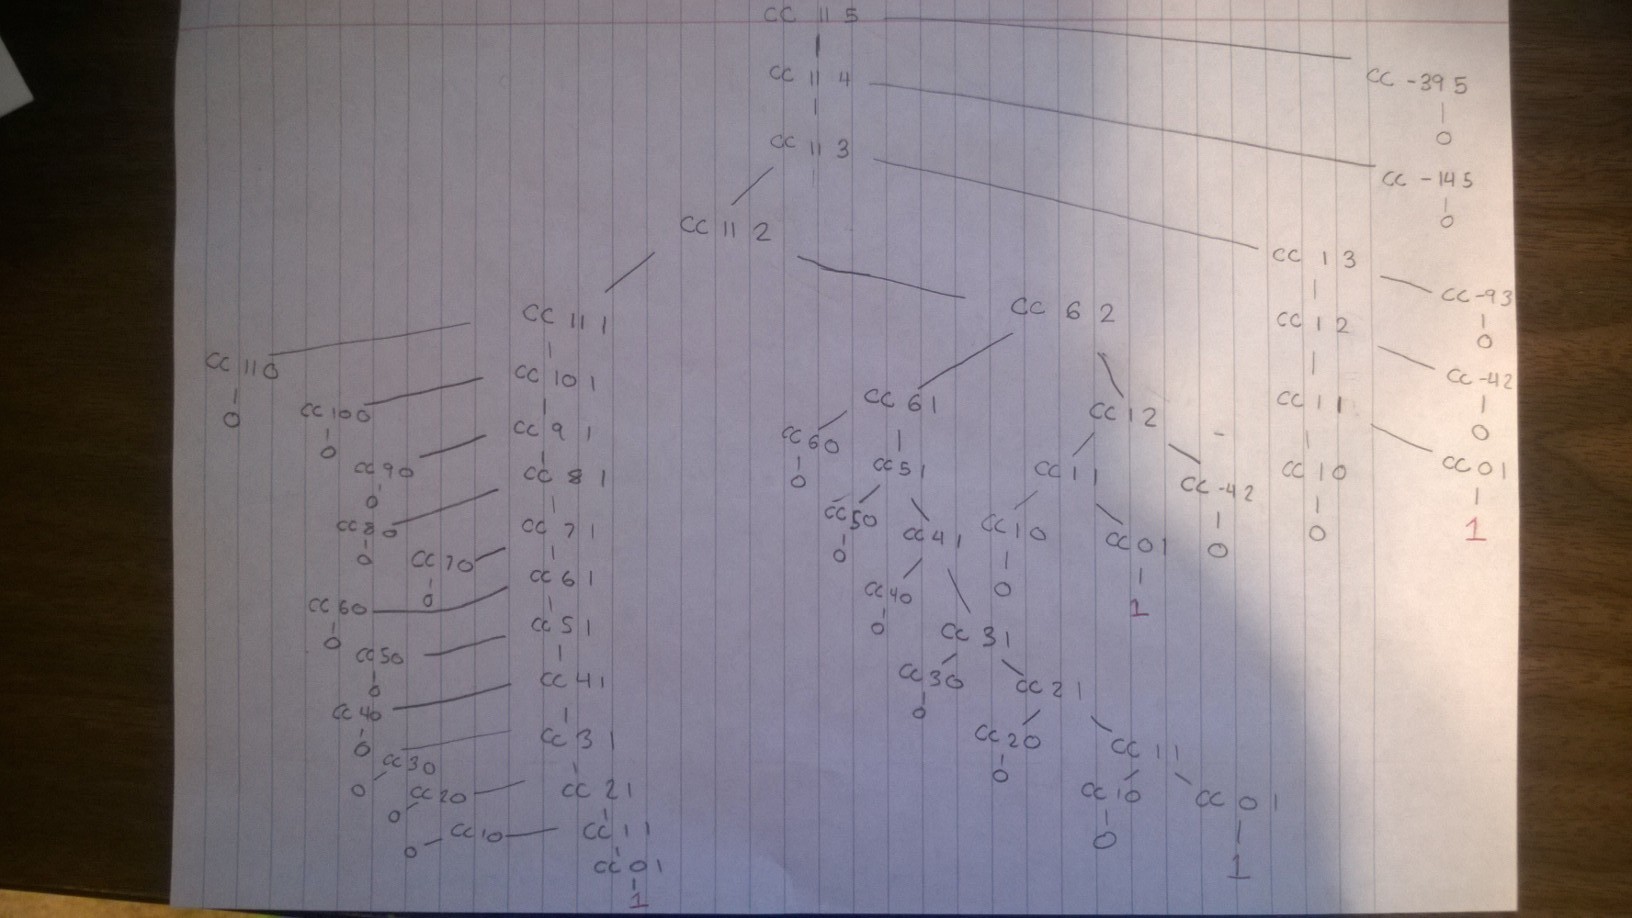 CC 11 5
CC 11 4
CC -39 5
0
CC 11 3
CC -14 5
0
CC 11 2
CC 1 3
CC -9 3
0
CC 11 1
CC 6 2
CC 1 2
CC -4 2
0
CC 11 0
0
CC 10 1
CC 6 1
CC 1 2
CC 1 1
CC 10 0
0
CC 9 1
CC 6 0
0
CC 5 1
CC 1 1
CC -4 2
0
CC 1 0
0
CC 0 1
1
CC 9 0
0
CC 8 1
CC 5 0
0
CC 4 1
CC 1 0
0
CC 0 1
1
CC 8 0
0
CC 7 1
CC 7 0
0
CC 6 1
CC 4 0
0
CC 3 1
CC 6 0
0
CC 5 1
CC 5 0
0
CC 4 1
CC 3 0
0
CC 2 1
CC 4 0
0
CC 3 1
CC 2 0
0
CC 1 1
CC 3 0
0
CC 2 1
CC 1 0
0
CC 0 1
1
CC 2 0
0
CC 1 1
CC 1 0
0
CC 0 1
1